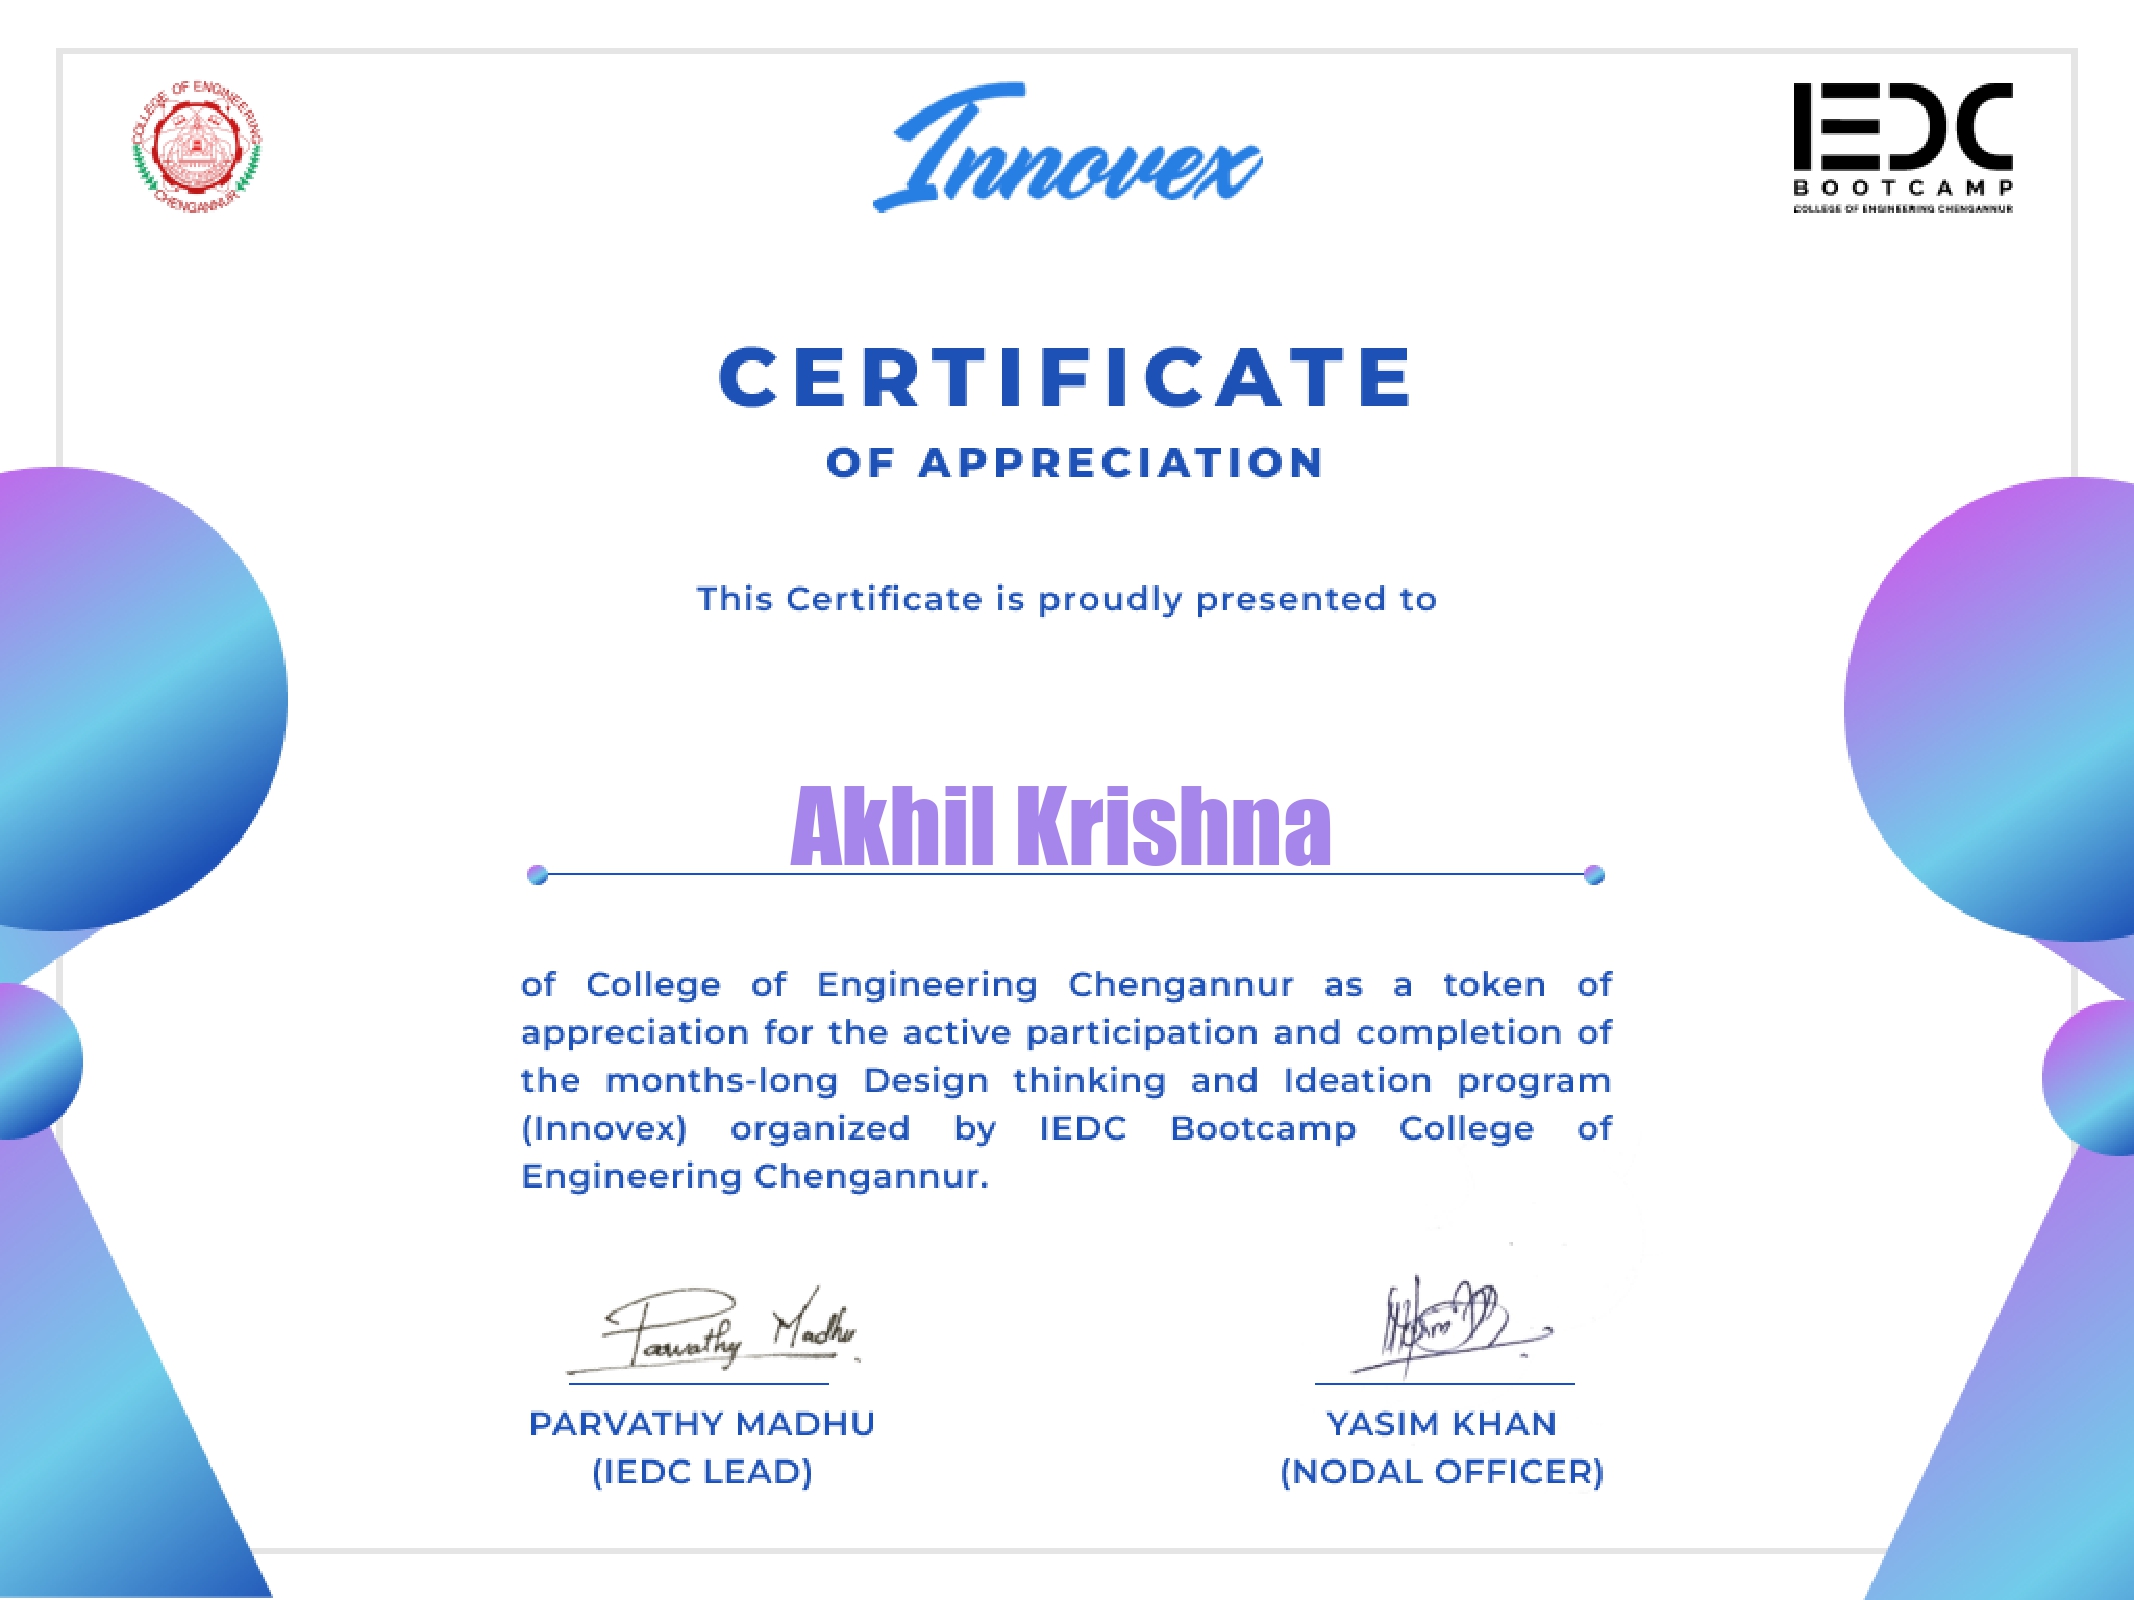 COLLEGE OF ENGINEERING
CHENGANNUR
Innovex
IEDC
BOOTCAMP
COLLEGE OF ENGINEERING CHENGANNUR
CERTIFICATE
OF APPRECIATION
This Certificate is proudly presented to
Akhil Krishna
of College of Engineering Chengannur as a token of
appreciation for the active participation and completion of
the months-long Design thinking and Ideation program
(Innovex) organized by IEDC Bootcamp College of
Engineering Chengannur.
Parvathy Madhu
PARVATHY MADHU
(IEDC LEAD)
YASIM KHAN
(NODAL OFFICER)